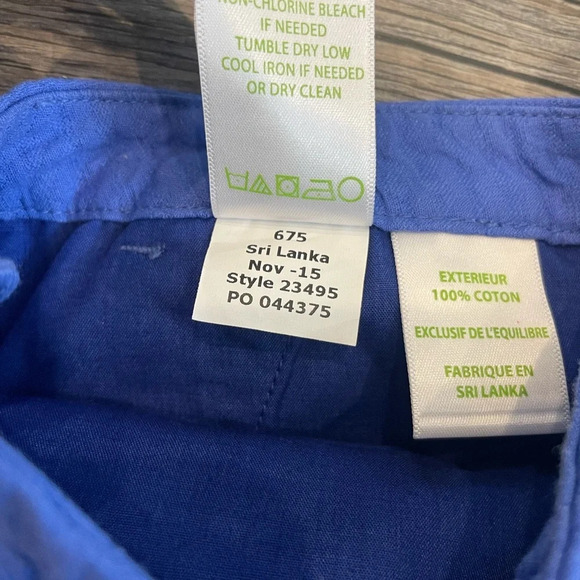 NON-CHLORINE BLEACH
IF NEEDED
TUMBLE DRY LOW
COOL IRON IF NEEDED
OR DRY CLEAN
675
Sri Lanka
Nov -15
Style 23495
PO 044375
EXTERIEUR
100% COTON
EXCLUSIF DE L'EQUILIBRE
FABRIQUE EN
SRI LANKA